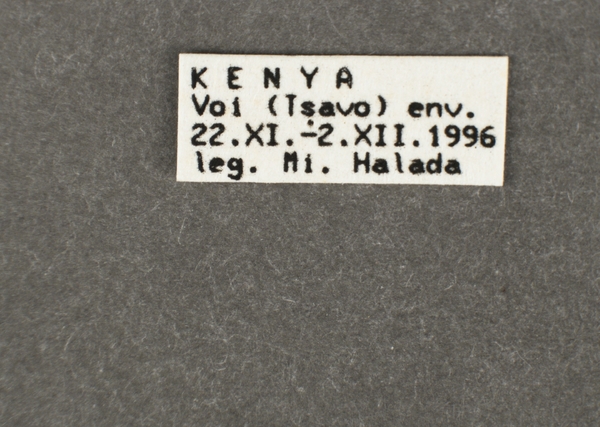 K E N Y A
Voi (Tsavo) env.
22.XI.-2.XII.1996
leg. Mi. Halada